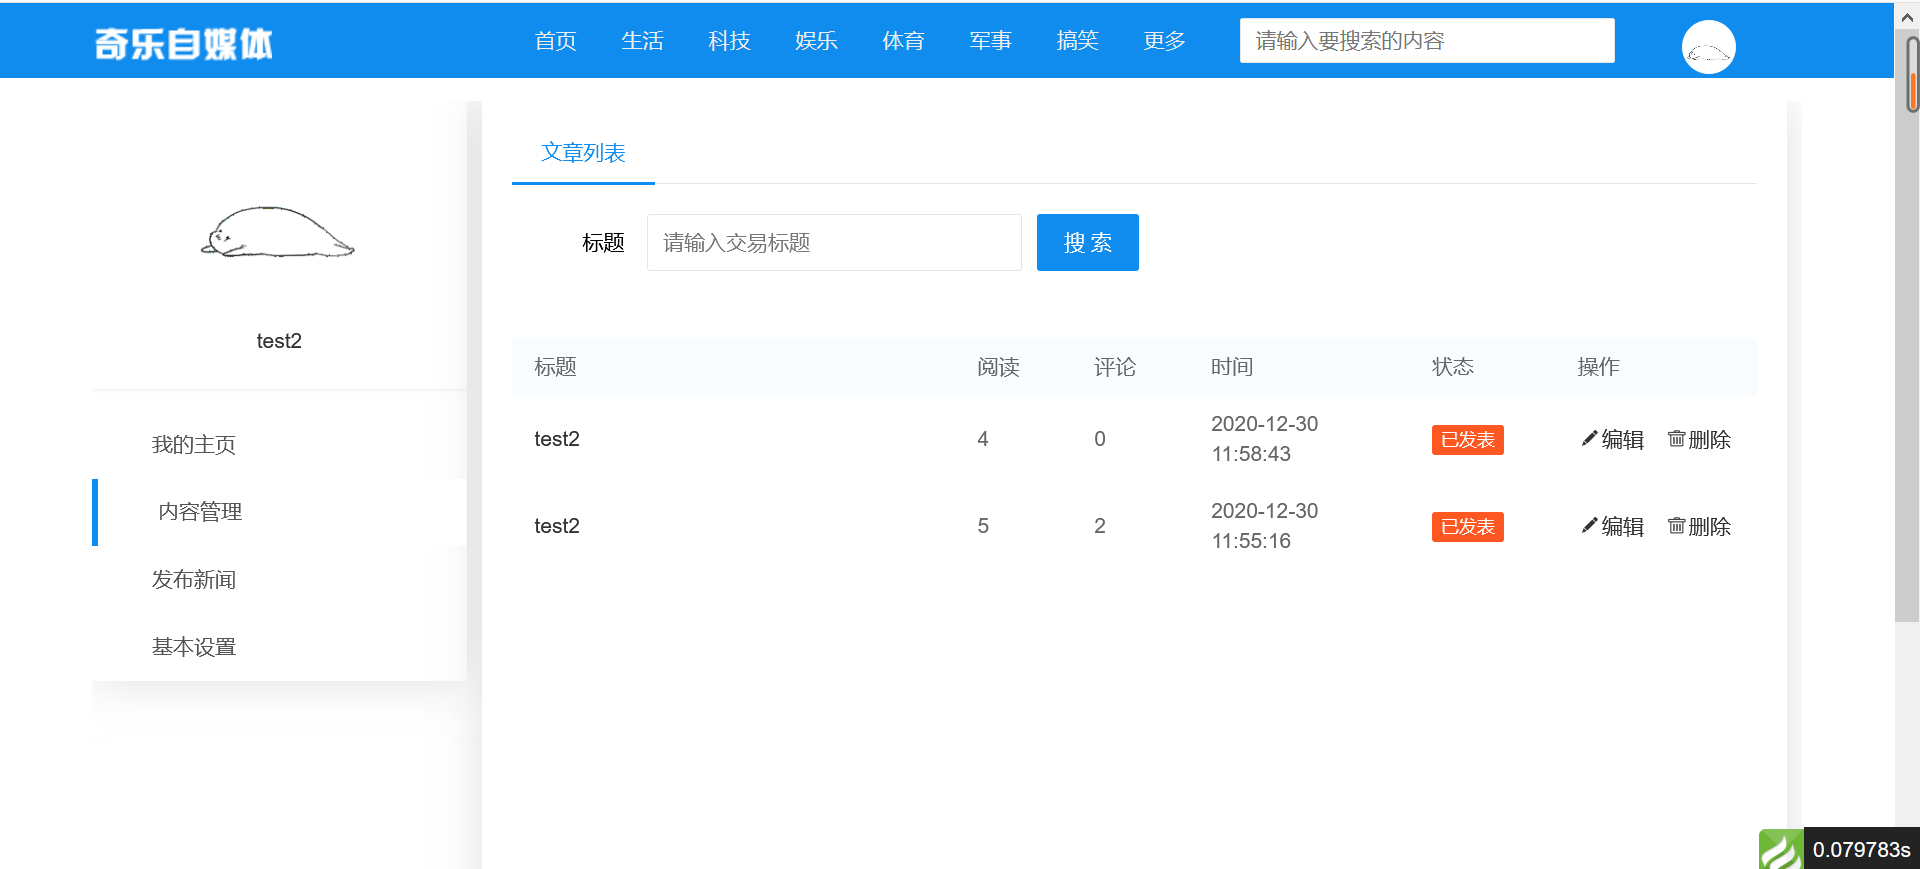 奇乐自媒体
首页 生活 科技 娱乐 体育 军事 搞笑 更多
请输入要搜索的内容
test2
我的主页
内容管理
发布新闻
基本设置
文章列表
标题 请输入交易标题 搜 索
标题 阅读 评论 时间 状态 操作
test2 4 0 2020-12-30 11:58:43 已发表 编辑 删除
test2 5 2 2020-12-30 11:55:16 已发表 编辑 删除
0.079783s